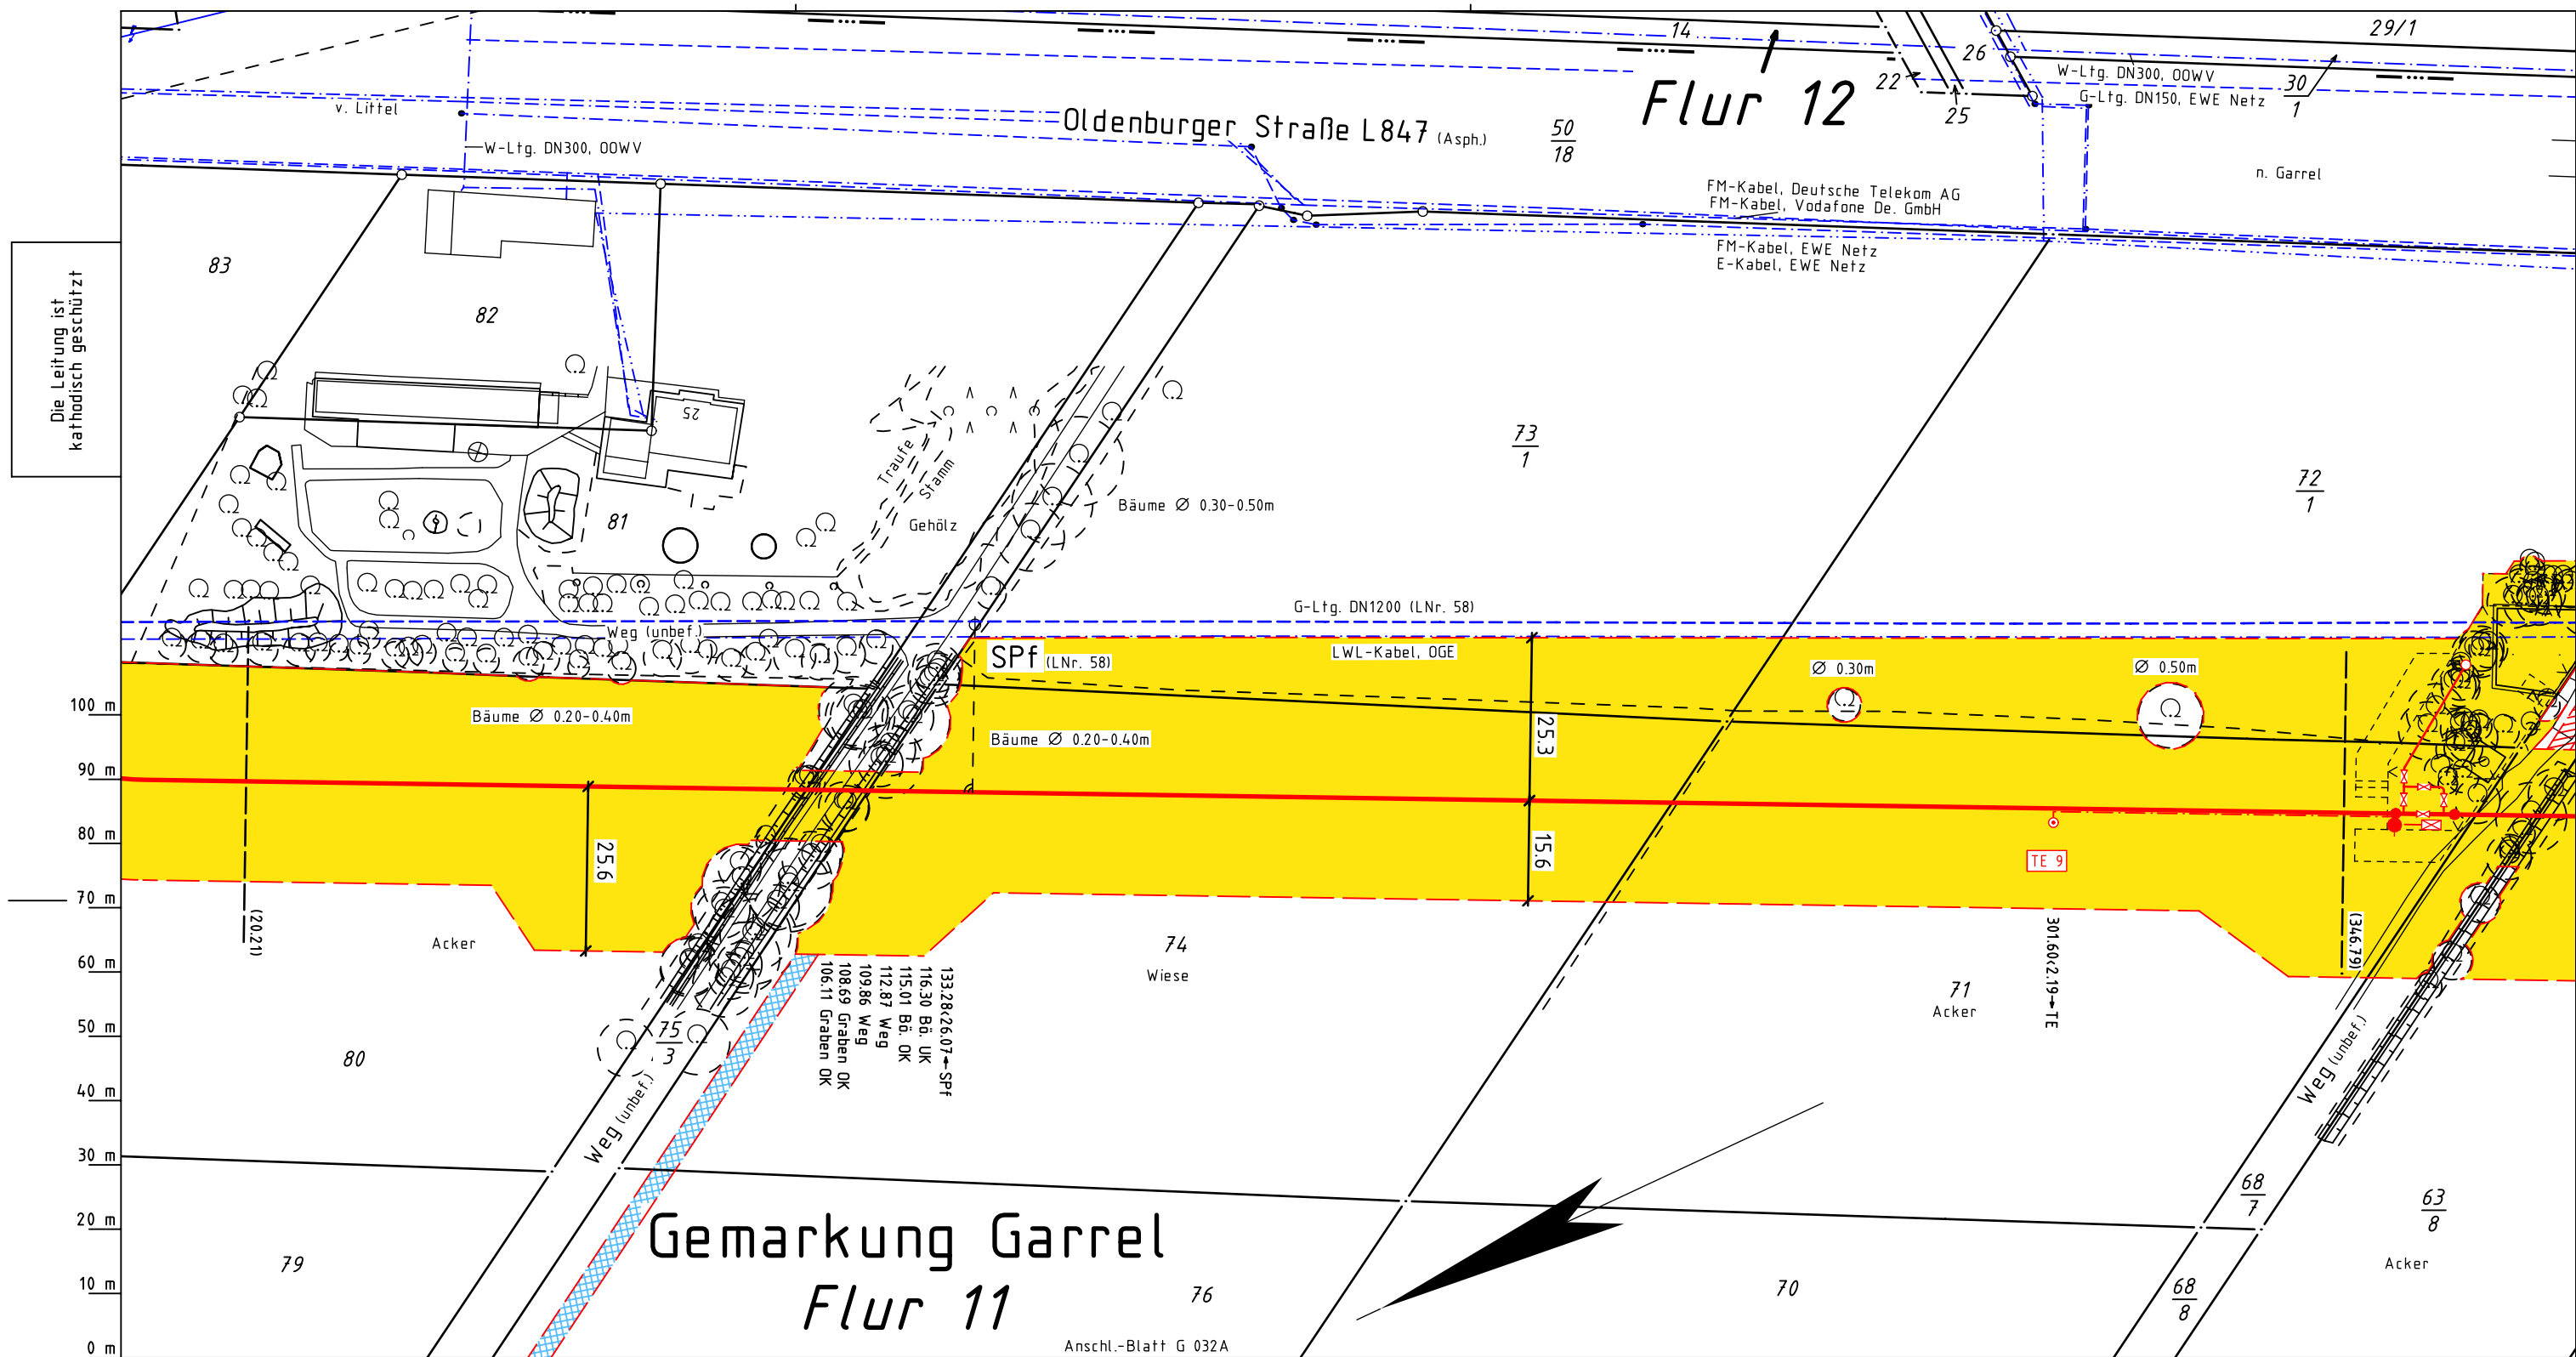 14
29/1
26
22
25
W-Ltg. DN300, OOWV
G-Ltg. DN150, EWE Netz
30
1
v. Littel
Oldenburger Straße L847 (Asph.)
50
18
Flur 12
W-Ltg. DN300, OOWV
n. Garrel
FM-Kabel, Deutsche Telekom AG
FM-Kabel, Vodafone De. GmbH
FM-Kabel, EWE Netz
E-Kabel, EWE Netz
Die Leitung ist
kathodisch geschützt
83
82
25
73
1
72
1
Traufe
Stamm
Gehölz
Bäume Ø 0.30-0.50m
81
G-Ltg. DN1200 (LNr. 58)
Weg (unbef.)
SPf (LNr. 58)
LWL-Kabel, OGE
Ø 0.30m
Ø 0.50m
100 m
90 m
80 m
70 m
60 m
50 m
40 m
30 m
20 m
10 m
0 m
Bäume Ø 0.20-0.40m
Bäume Ø 0.20-0.40m
25.3
15.6
25.6
TE 9
(20.21)
(346.79)
301.60<2.19→TE
Acker
74
Wiese
71
Acker
106.11 Graben OK
108.69 Graben OK
109.86 Weg
112.87 Weg
115.01 Bö. OK
116.30 Bö. UK
133.28<26.07→SPf
75
3
80
Weg (unbef.)
Weg (unbef.)
68
7
63
8
Acker
Gemarkung Garrel
Flur 11
79
76
70
68
8
Anschl.-Blatt G 032A